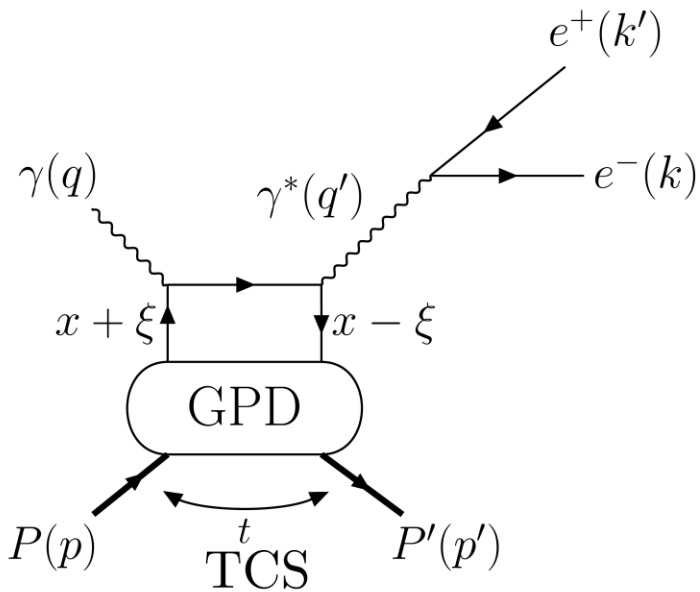 e⁺(k′)
γ(q)
γ*(q′)
e⁻(k)
x + ξ
x − ξ
GPD
P(p)
t
P′(p′)
TCS